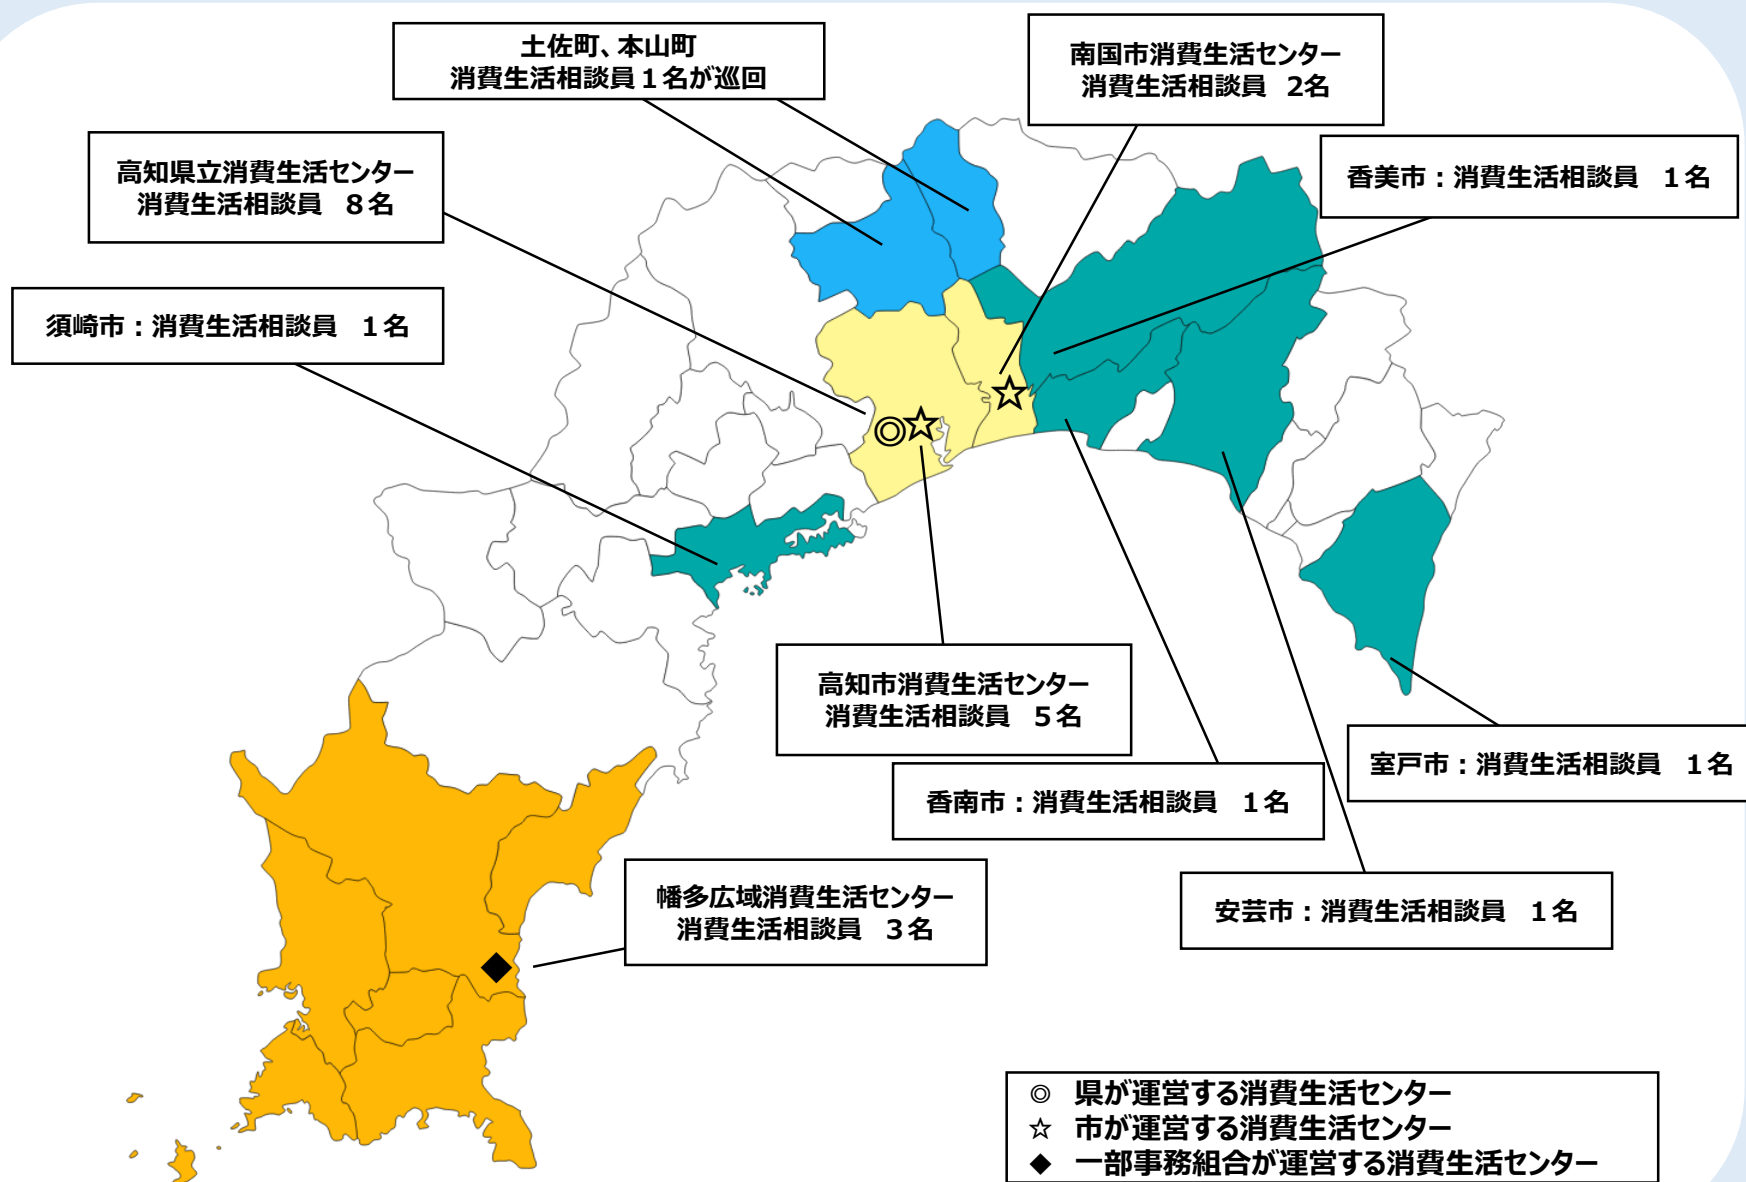 土佐町、本山町
消費生活相談員１名が巡回
南国市消費生活センター
消費生活相談員　2名
高知県立消費生活センター
消費生活相談員　８名
香美市：消費生活相談員　１名
須崎市：消費生活相談員　１名
高知市消費生活センター
消費生活相談員　５名
室戸市：消費生活相談員　１名
香南市：消費生活相談員　１名
幡多広域消費生活センター
消費生活相談員　３名
安芸市：消費生活相談員　１名
◎　県が運営する消費生活センター
☆　市が運営する消費生活センター
◆　一部事務組合が運営する消費生活センター